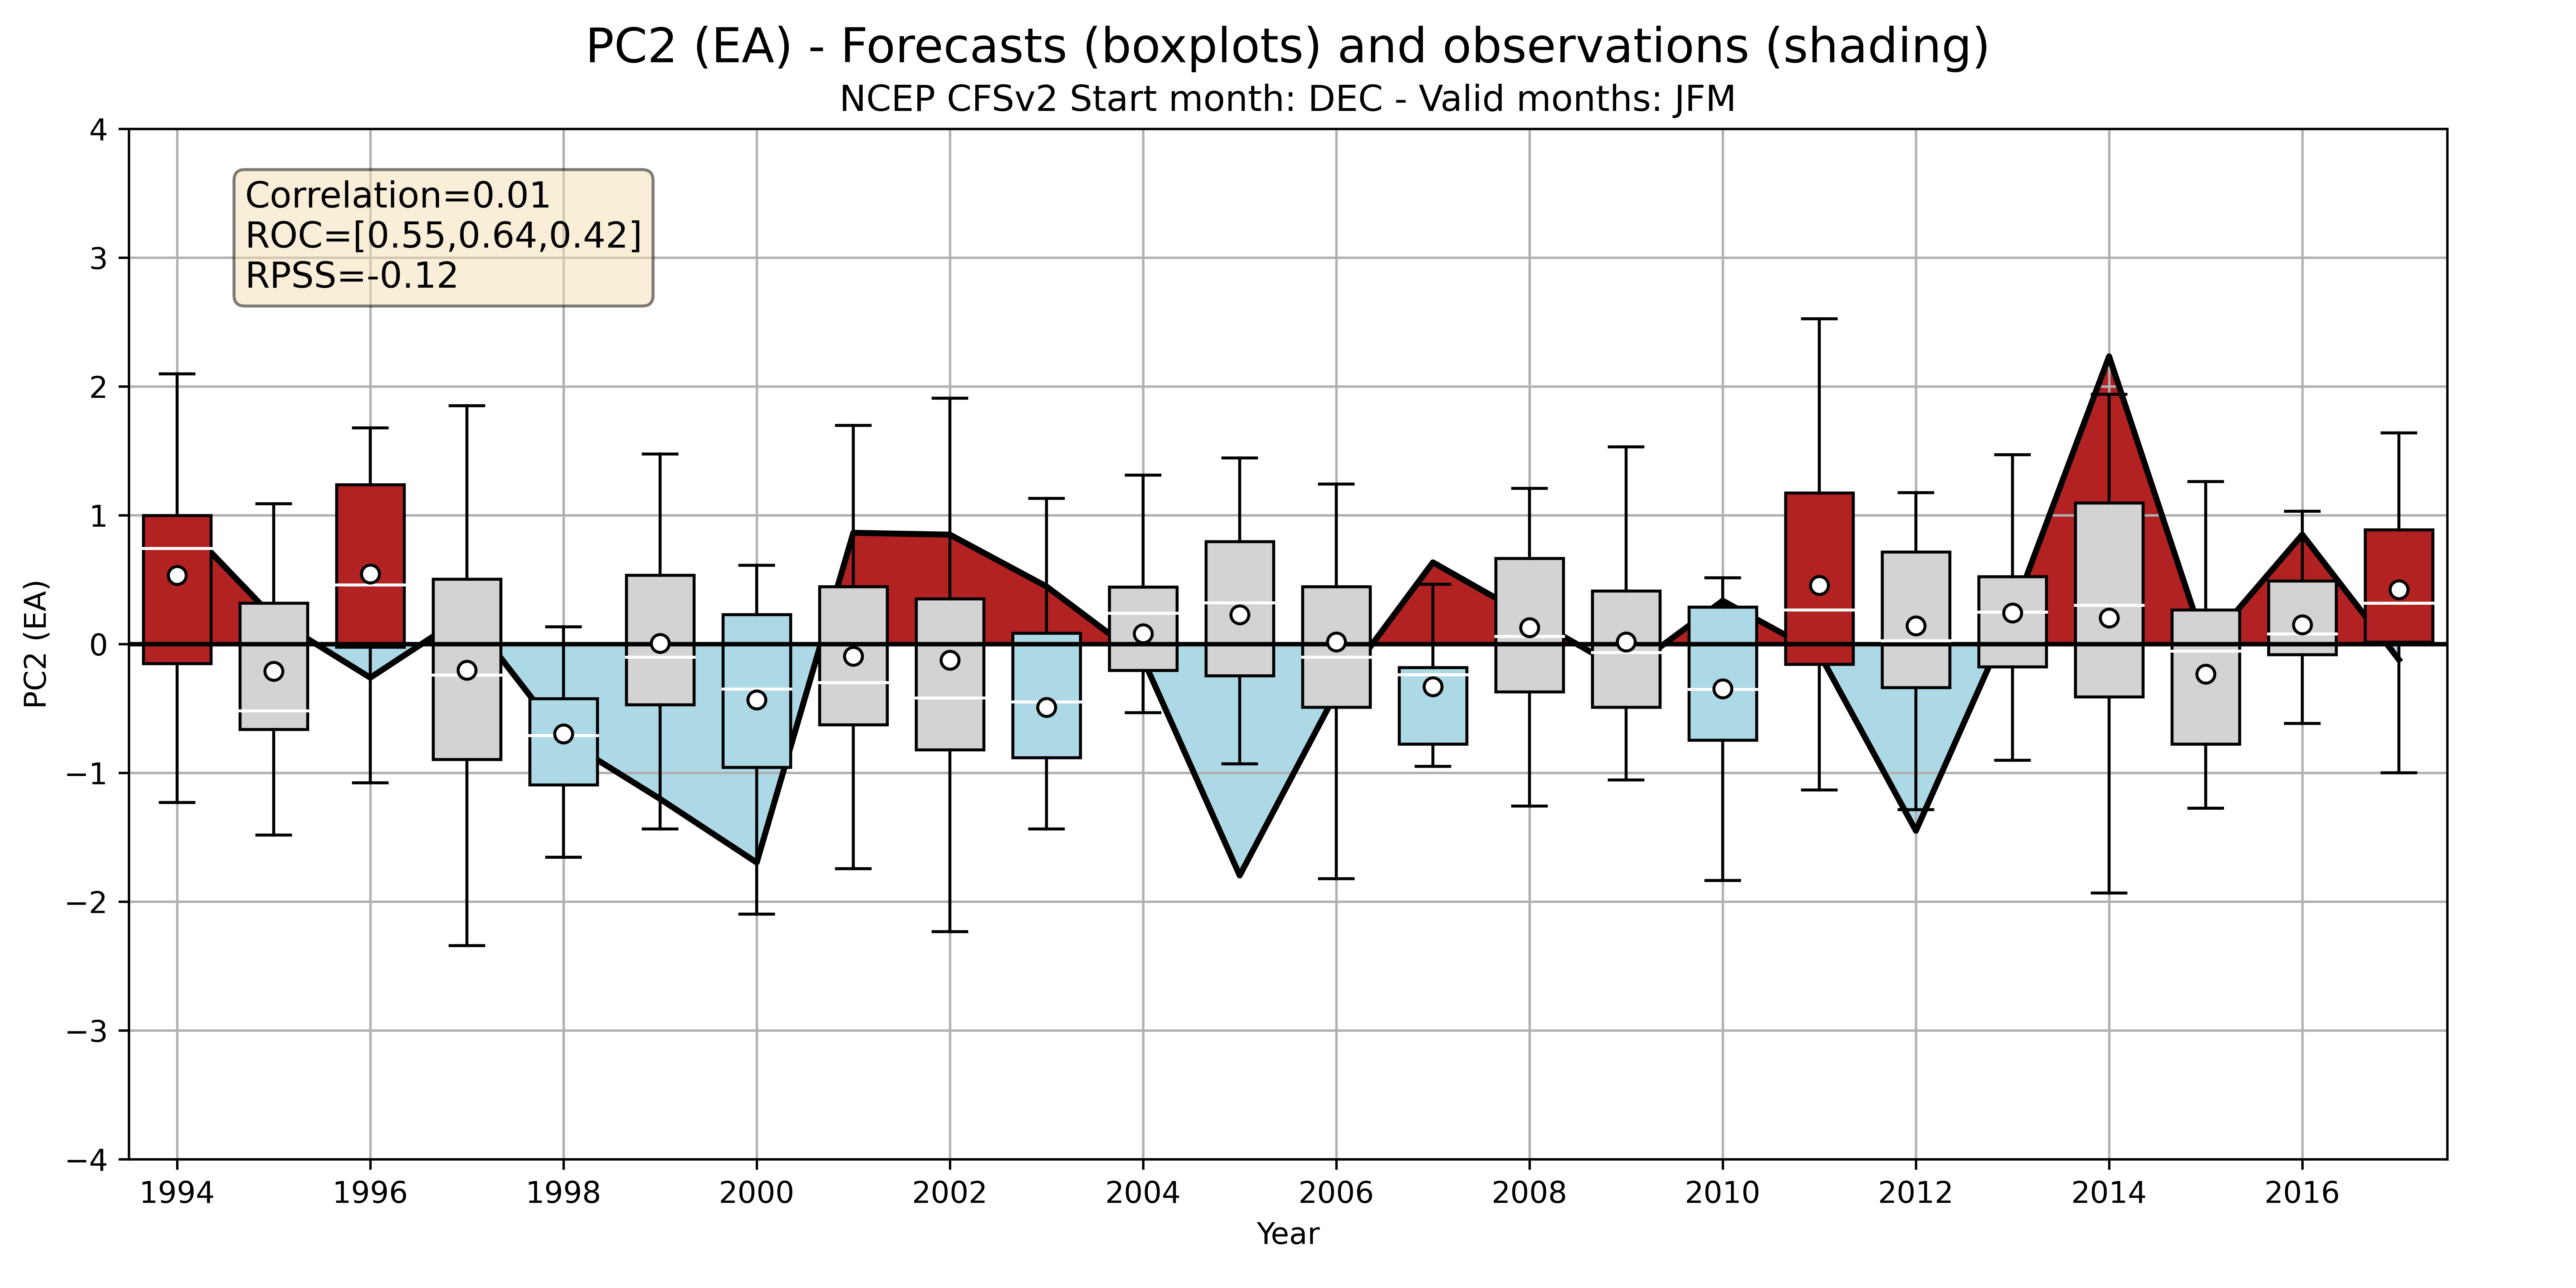 PC2 (EA) - Forecasts (boxplots) and observations (shading)
NCEP CFSv2 Start month: DEC - Valid months: JFM
Correlation=0.01
ROC=[0.55,0.64,0.42]
RPSS=-0.12
PC2 (EA)
4
3
2
1
0
−1
−2
−3
−4
1994 1996 1998 2000 2002 2004 2006 2008 2010 2012 2014 2016
Year